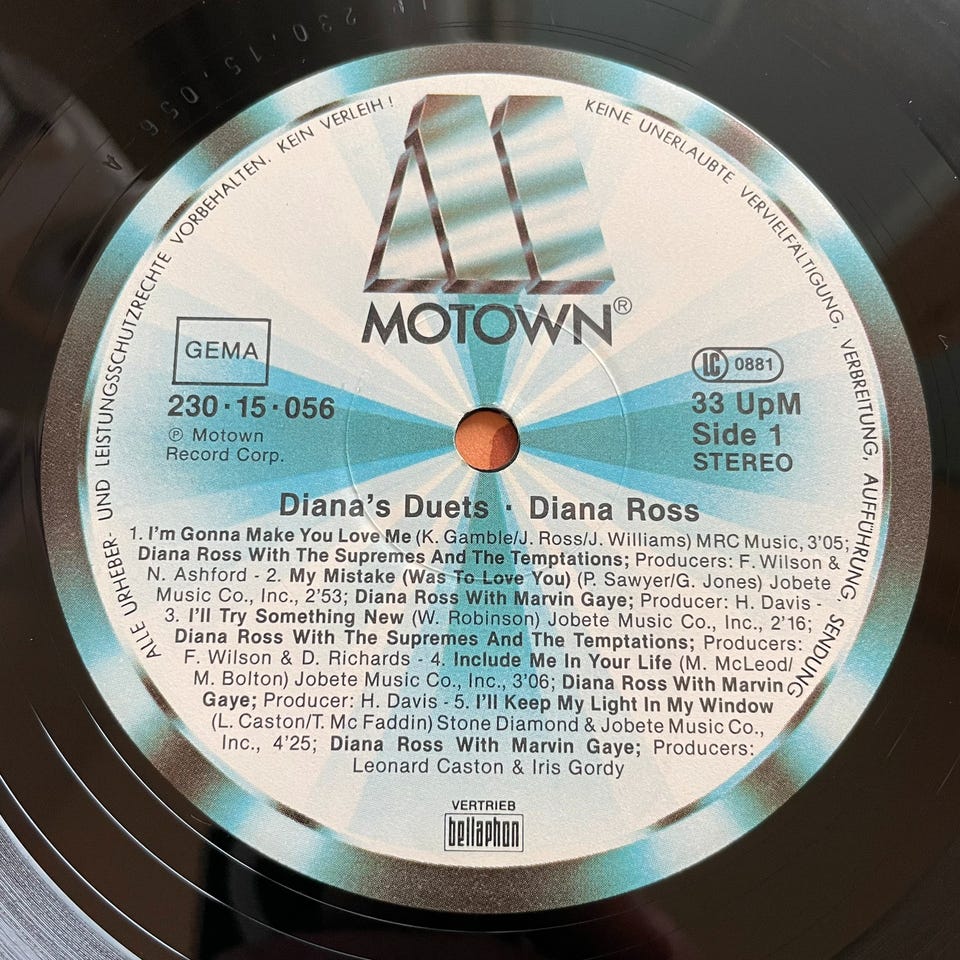 ALLE URHEBER- UND LEISTUNGSSCHUTZRECHTE VORBEHALTEN. KEIN VERLEIH! KEINE UNERLAUBTE VERVIELFÄLTIGUNG, VERBREITUNG, AUFFÜHRUNG, SENDUNG
MOTOWN®
GEMA
LC 0881
230·15·056
33 UpM
℗ Motown
Side 1
Record Corp.
STEREO
Diana's Duets · Diana Ross
1. I'm Gonna Make You Love Me (K. Gamble/J. Ross/J. Williams) MRC Music, 3'05;
Diana Ross With The Supremes And The Temptations; Producers: F. Wilson &
N. Ashford - 2. My Mistake (Was To Love You) (P. Sawyer/G. Jones) Jobete
Music Co., Inc., 2'53; Diana Ross With Marvin Gaye; Producer: H. Davis -
3. I'll Try Something New (W. Robinson) Jobete Music Co., Inc., 2'16;
Diana Ross With The Supremes And The Temptations; Producers:
F. Wilson & D. Richards - 4. Include Me In Your Life (M. McLeod/
M. Bolton) Jobete Music Co., Inc., 3'06; Diana Ross With Marvin
Gaye; Producer: H. Davis - 5. I'll Keep My Light In My Window
(L. Caston/T. Mc Faddin) Stone Diamond & Jobete Music Co.,
Inc., 4'25; Diana Ross With Marvin Gaye; Producers:
Leonard Caston & Iris Gordy
VERTRIEB
bellaphon
230.15.056 A